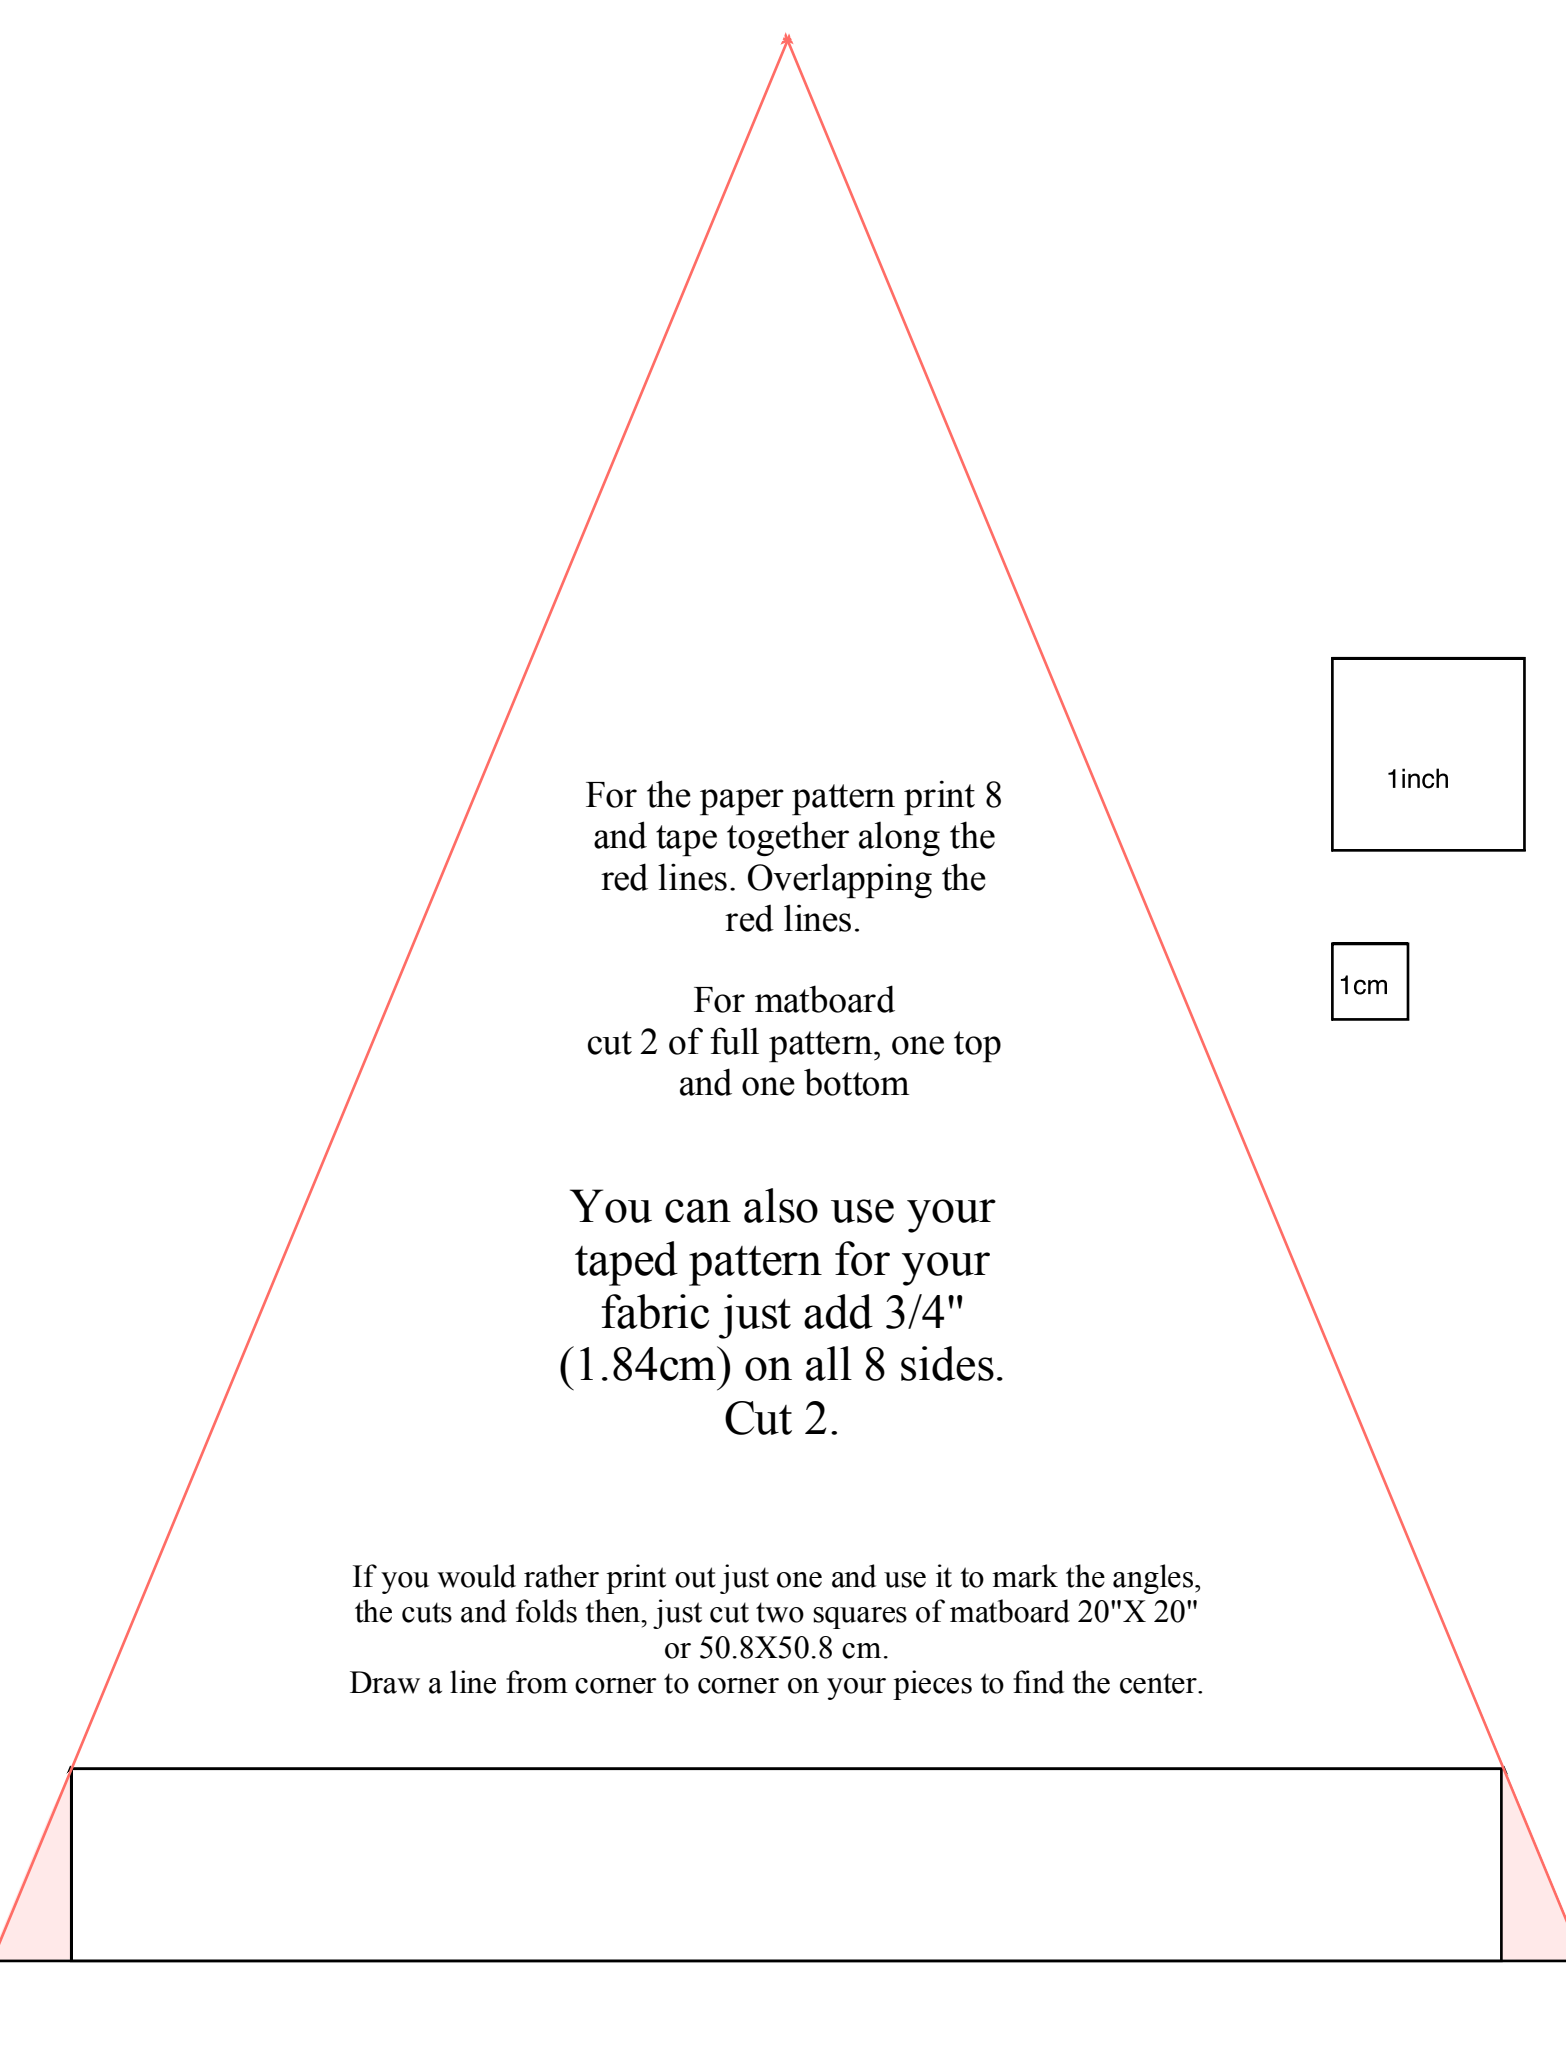 For the paper pattern print 8
and tape together along the
red lines. Overlapping the
red lines.
For matboard
cut 2 of full pattern, one top
and one bottom
You can also use your
taped pattern for your
fabric just add 3/4"
(1.84cm) on all 8 sides.
Cut 2.
If you would rather print out just one and use it to mark the angles,
the cuts and folds then, just cut two squares of matboard 20"X 20"
or 50.8X50.8 cm.
Draw a line from corner to corner on your pieces to find the center.
1inch
1cm